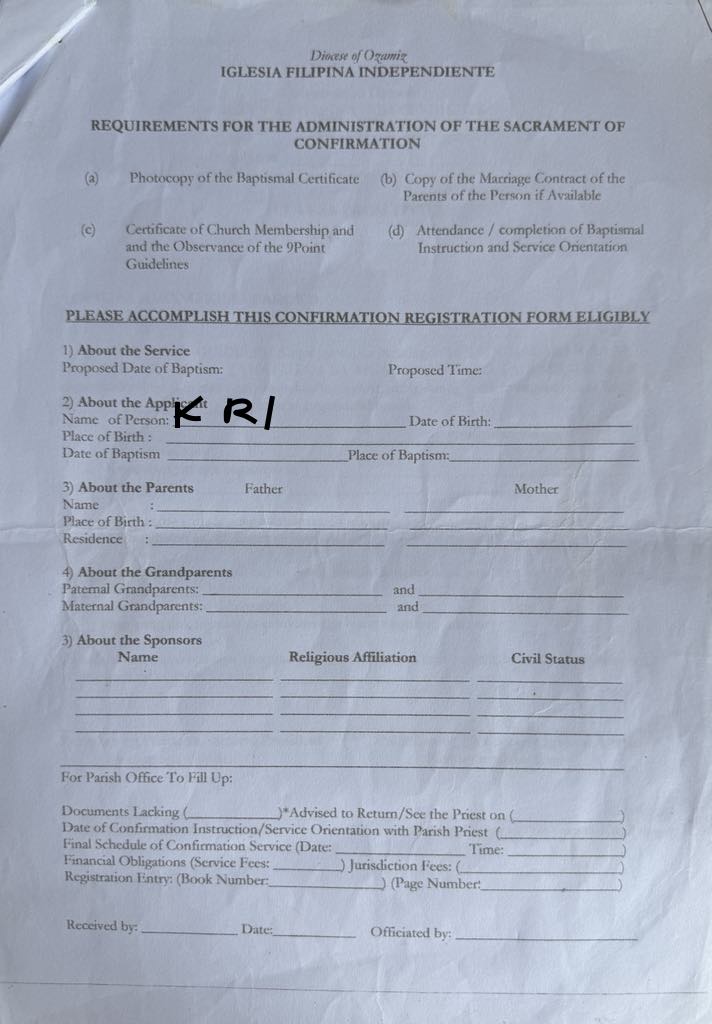 Diocese of Ozamiz
IGLESIA FILIPINA INDEPENDIENTE
REQUIREMENTS FOR THE ADMINISTRATION OF THE SACRAMENT OF
CONFIRMATION
(a) Photocopy of the Baptismal Certificate (b) Copy of the Marriage Contract of the
Parents of the Person if Available
(c) Certificate of Church Membership and (d) Attendance / completion of Baptismal
and the Observance of the 9Point Instruction and Service Orientation
Guidelines
PLEASE ACCOMPLISH THIS CONFIRMATION REGISTRATION FORM ELIGIBLY
1) About the Service
Proposed Date of Baptism: Proposed Time:
2) About the Applicant
Name of Person: K RI Date of Birth:
Place of Birth :
Date of Baptism Place of Baptism:
3) About the Parents Father Mother
Name :
Place of Birth :
Residence :
4) About the Grandparents
Paternal Grandparents: and
Maternal Grandparents: and
3) About the Sponsors
Name Religious Affiliation Civil Status
For Parish Office To Fill Up:
Documents Lacking ( )*Advised to Return/See the Priest on ( )
Date of Confirmation Instruction/Service Orientation with Parish Priest ( )
Final Schedule of Confirmation Service (Date: Time: )
Financial Obligations (Service Fees: ) Jurisdiction Fees: ( )
Registration Entry: (Book Number: ) (Page Number: )
Received by: Date: Officiated by: